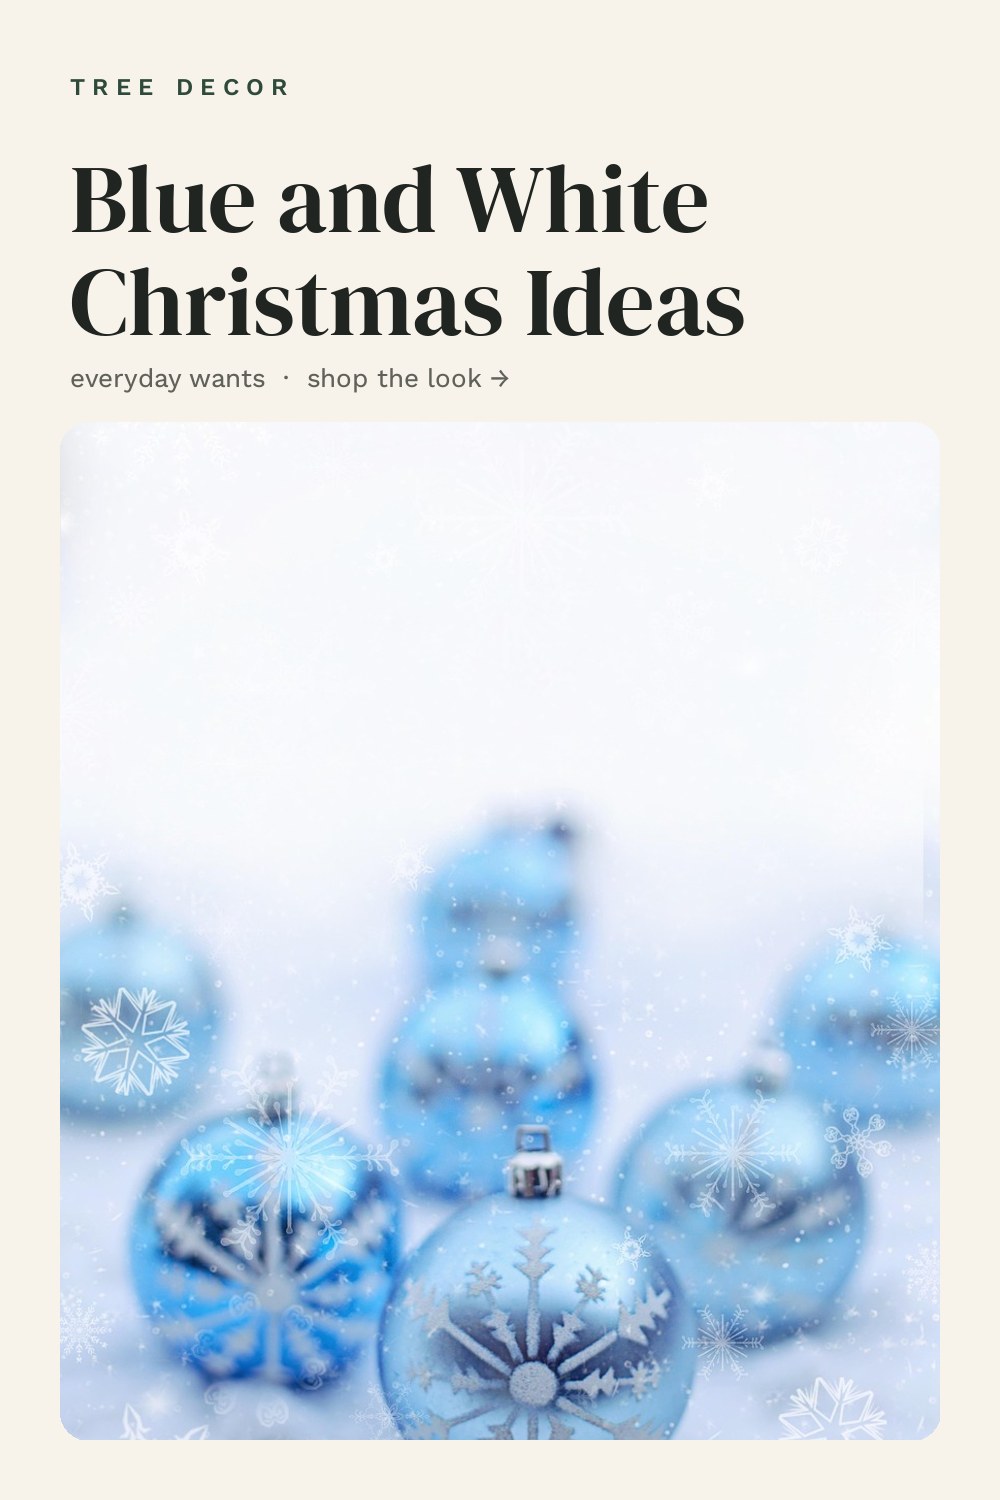 TREE DECOR
Blue and White
Christmas Ideas
everyday wants · shop the look →